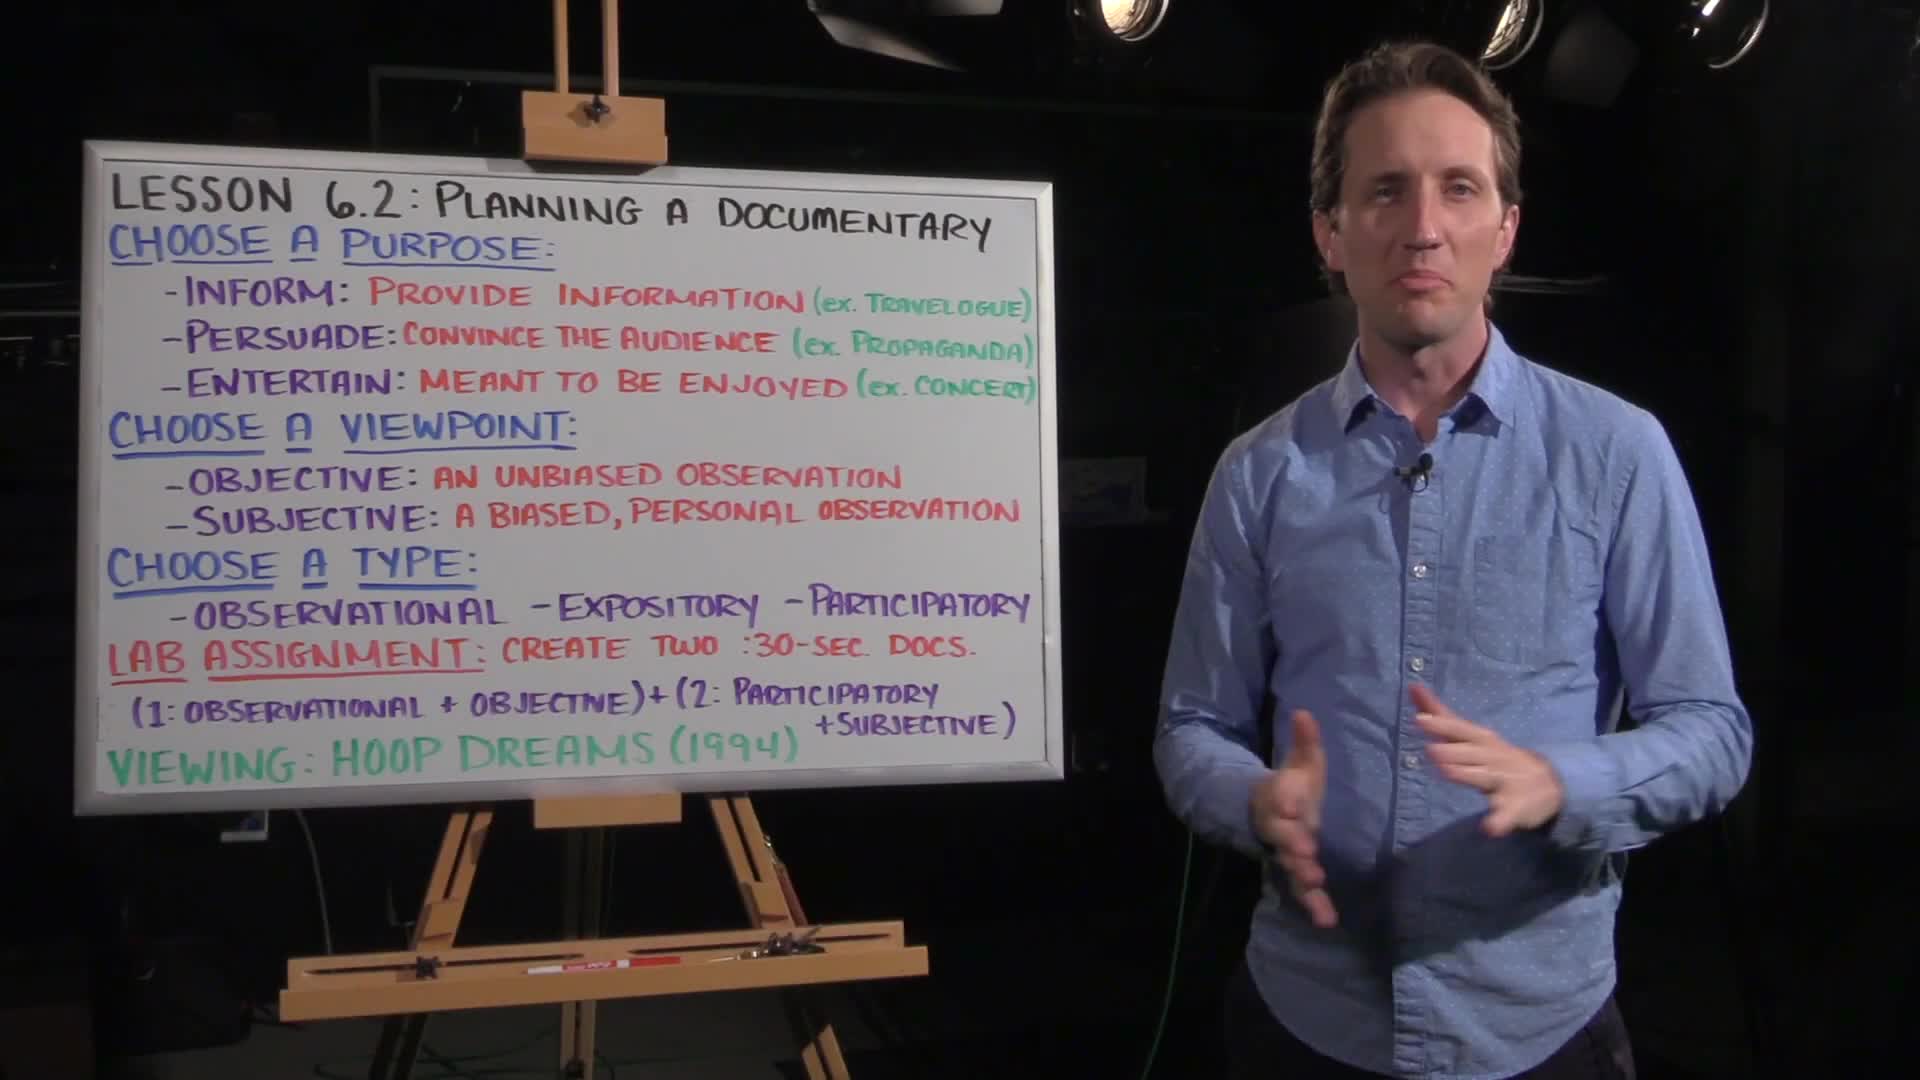 LESSON 6.2: PLANNING A DOCUMENTARY
CHOOSE A PURPOSE:
-INFORM: PROVIDE INFORMATION (ex. TRAVELOGUE)
-PERSUADE: CONVINCE THE AUDIENCE (ex. PROPAGANDA)
-ENTERTAIN: MEANT TO BE ENJOYED (ex. CONCERT)
CHOOSE A VIEWPOINT:
-OBJECTIVE: AN UNBIASED OBSERVATION
-SUBJECTIVE: A BIASED, PERSONAL OBSERVATION
CHOOSE A TYPE:
-OBSERVATIONAL -EXPOSITORY -PARTICIPATORY
LAB ASSIGNMENT: CREATE TWO :30-SEC. DOCS.
(1: OBSERVATIONAL + OBJECTIVE) + (2: PARTICIPATORY
+SUBJECTIVE)
VIEWING: HOOP DREAMS (1994)